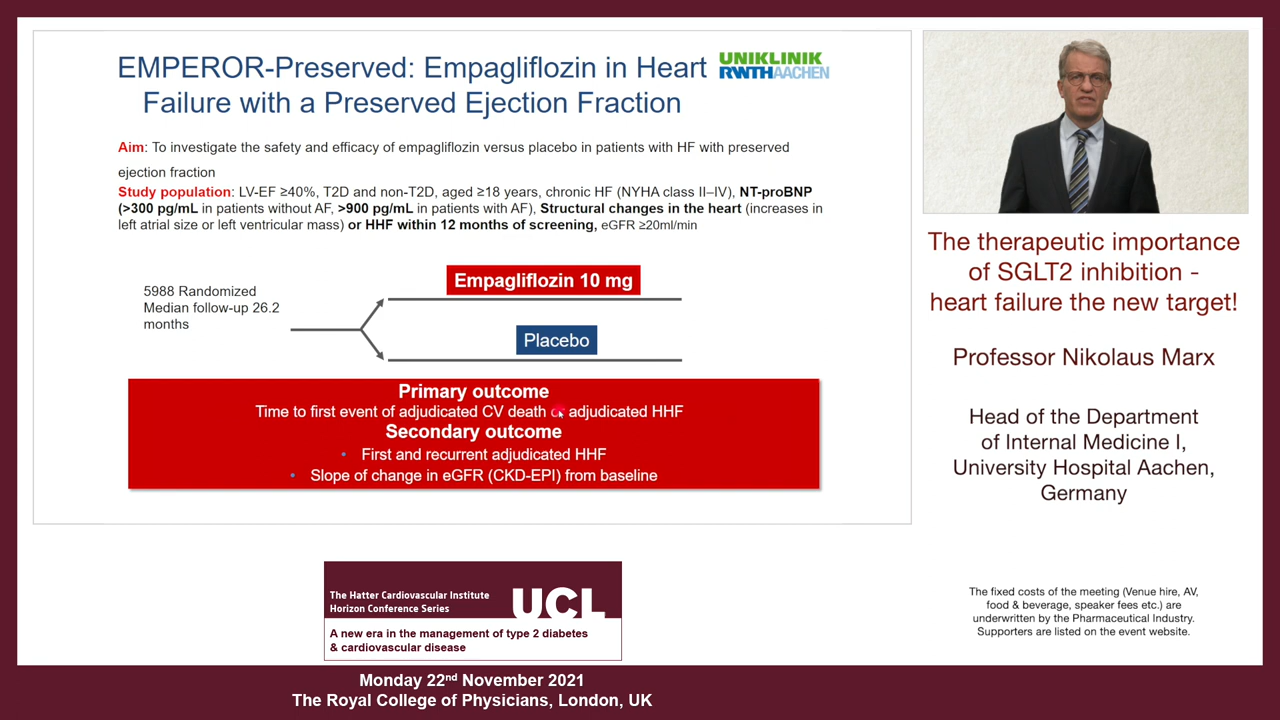 EMPEROR-Preserved: Empagliflozin in Heart
Failure with a Preserved Ejection Fraction
UNIKLINIK
RWTHAACHEN
Aim: To investigate the safety and efficacy of empagliflozin versus placebo in patients with HF with preserved
ejection fraction
Study population: LV-EF ≥40%, T2D and non-T2D, aged ≥18 years, chronic HF (NYHA class II–IV), NT-proBNP
(>300 pg/mL in patients without AF, >900 pg/mL in patients with AF), Structural changes in the heart (increases in
left atrial size or left ventricular mass) or HHF within 12 months of screening, eGFR ≥20ml/min
5988 Randomized
Median follow-up 26.2
months
Empagliflozin 10 mg
Placebo
Primary outcome
Time to first event of adjudicated CV death or adjudicated HHF
Secondary outcome
• First and recurrent adjudicated HHF
• Slope of change in eGFR (CKD-EPI) from baseline
The therapeutic importance
of SGLT2 inhibition -
heart failure the new target!
Professor Nikolaus Marx
Head of the Department
of Internal Medicine I,
University Hospital Aachen,
Germany
The fixed costs of the meeting (Venue hire, AV,
food & beverage, speaker fees etc.) are
underwritten by the Pharmaceutical Industry.
Supporters are listed on the event website.
The Hatter Cardiovascular Institute
Horizon Conference Series
UCL
A new era in the management of type 2 diabetes
& cardiovascular disease
Monday 22nd November 2021
The Royal College of Physicians, London, UK